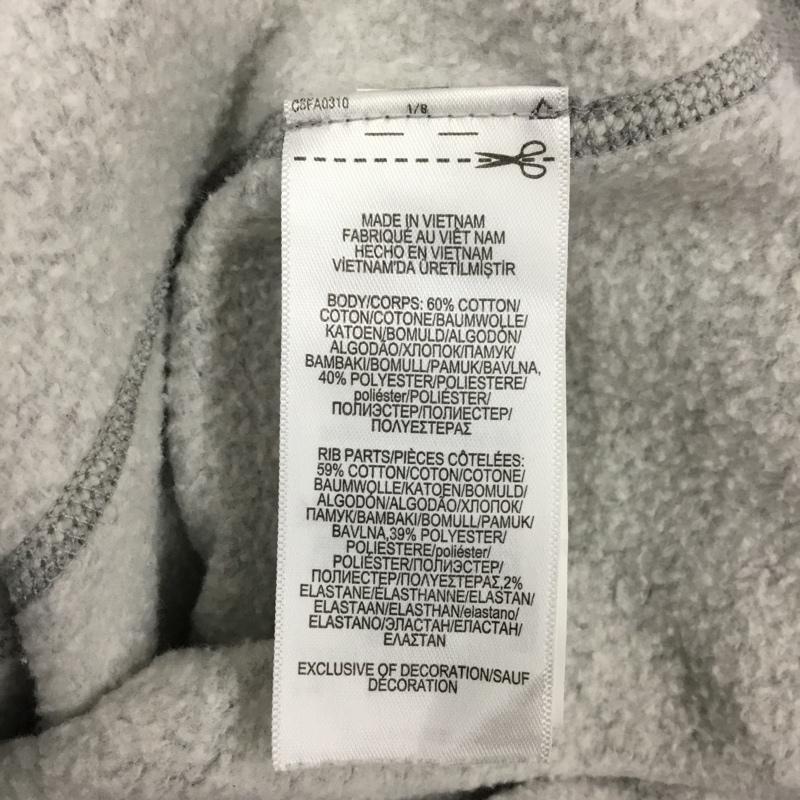 C8FA0310 1/8
MADE IN VIETNAM
FABRIQUÉ AU VIÊT NAM
HECHO EN VIETNAM
VİETNAM'DA ÜRETİLMİŞTİR
BODY/CORPS: 60% COTTON/
COTON/COTONE/BAUMWOLLE/
KATOEN/BOMULD/ALGODÓN/
ALGODÃO/ХЛОПОК/ПАМУК/
BAMBAKI/BOMULL/PAMUK/BAVLNA,
40% POLYESTER/POLIESTERE/
poliéster/POLIÉSTER/
ПОЛИЭСТЕР/ПОЛИЕСТЕР/
ΠΟΛΥΕΣΤΕΡΑΣ
RIB PARTS/PIÈCES CÔTELÉES:
59% COTTON/COTON/COTONE/
BAUMWOLLE/KATOEN/BOMULD/
ALGODÓN/ALGODÃO/ХЛОПОК/
ПАМУК/BAMBAKI/BOMULL/PAMUK/
BAVLNA,39% POLYESTER/
POLIESTERE/poliéster/
POLIÉSTER/ПОЛИЭСТЕР/
ПОЛИЕСТЕР/ΠΟΛΥΕΣΤΕΡΑΣ,2%
ELASTANE/ÉLASTHANNE/ELASTAN/
ELASTAAN/ELASTHAN/elastano/
ELASTANO/ЭЛАСТАН/ЕЛАСТАН/
ΕΛΑΣΤΑΝ
EXCLUSIVE OF DECORATION/SAUF
DÉCORATION